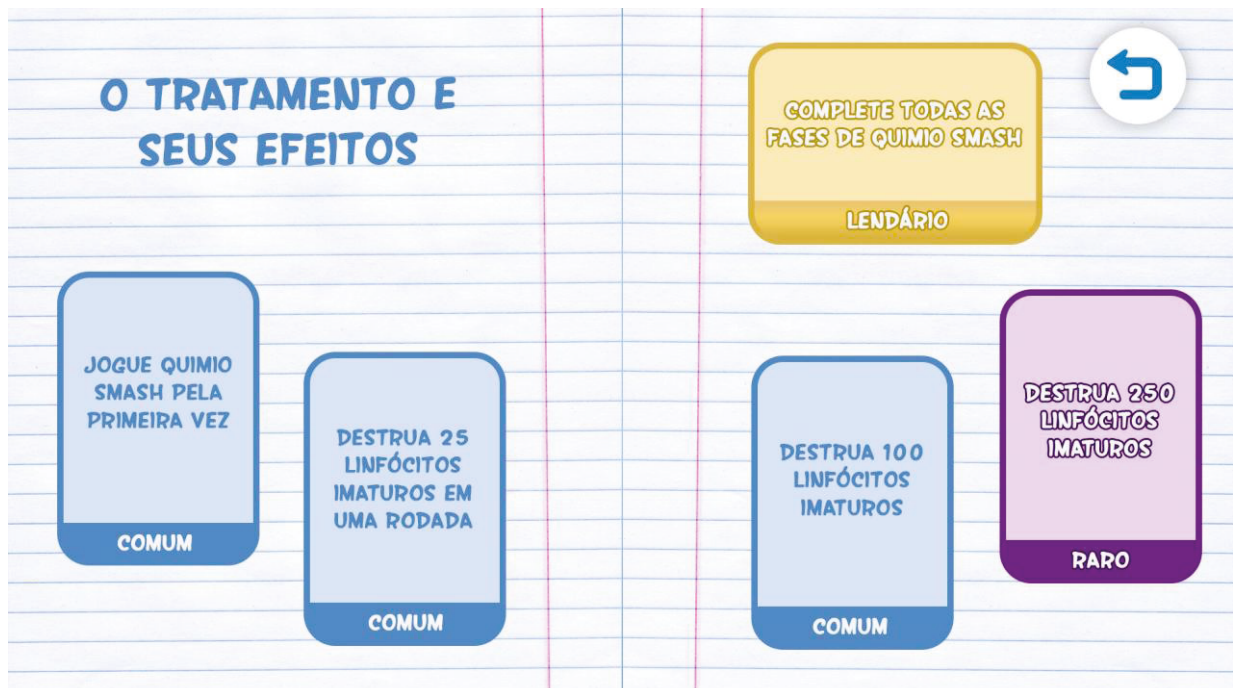 O TRATAMENTO E
SEUS EFEITOS
JOGUE QUIMIO
SMASH PELA
PRIMEIRA VEZ
COMUM
DESTRUA 25
LINFÓCITOS
IMATUROS EM
UMA RODADA
COMUM
COMPLETE TODAS AS
FASES DE QUIMIO SMASH
LENDÁRIO
DESTRUA 100
LINFÓCITOS
IMATUROS
COMUM
DESTRUA 250
LINFÓCITOS
IMATUROS
RARO